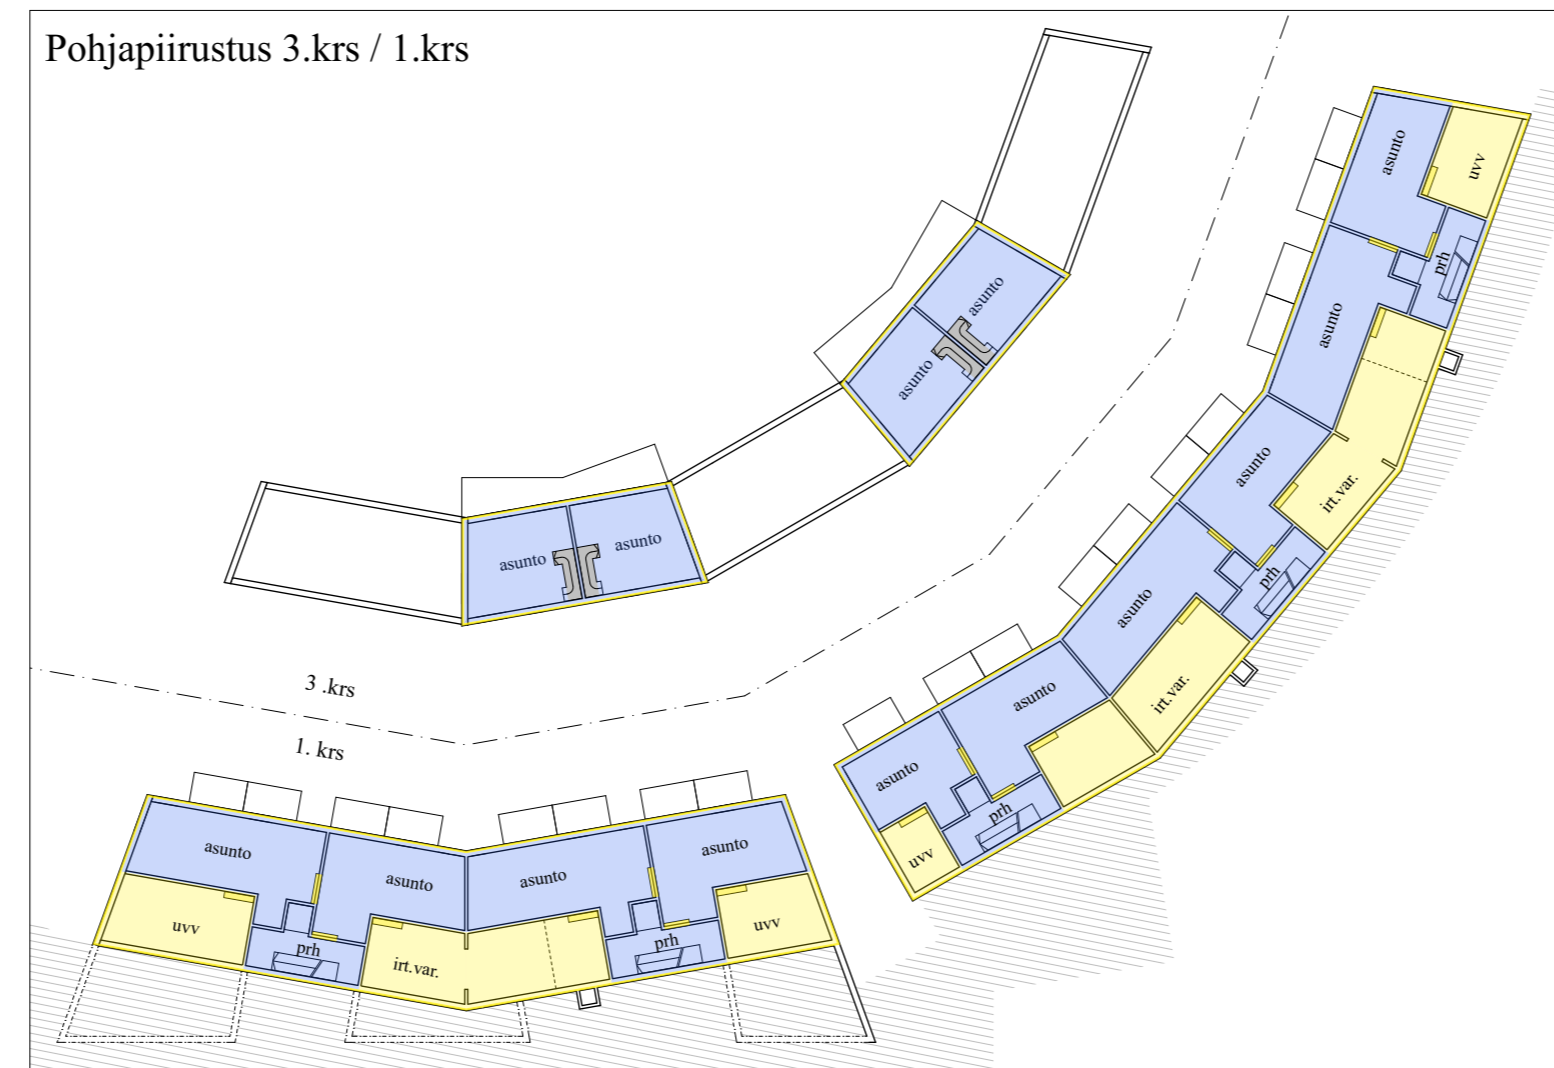 Pohjapiirustus 3.krs / 1.krs
asunto
uvv
prh
asunto
asunto
asunto
irt.var.
asunto
asunto
asunto
prh
asunto
irt.var.
3 .krs
1. krs
asunto
asunto
prh
uvv
asunto
asunto
asunto
asunto
uvv
prh
irt.var.
prh
uvv